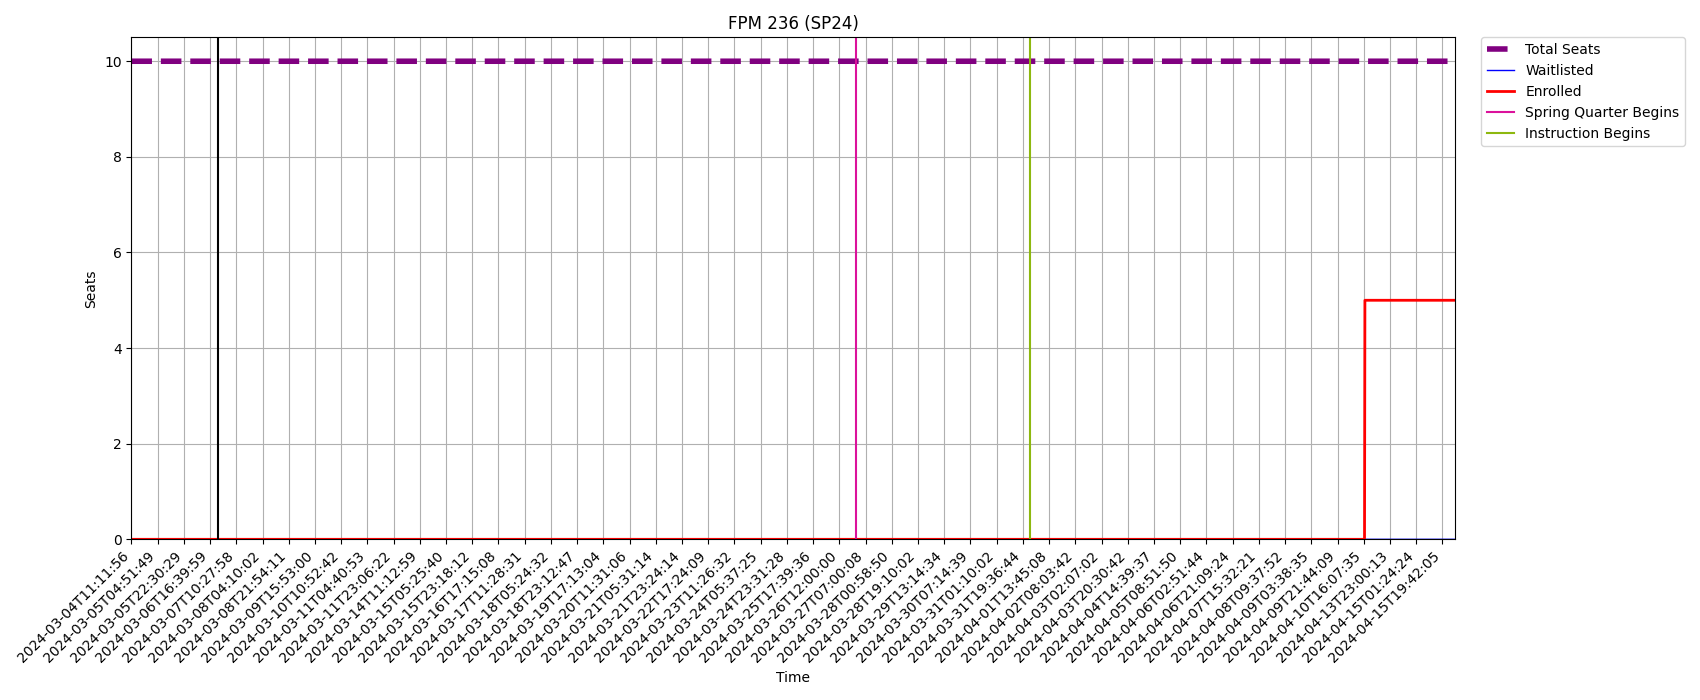 FPM 236 (SP24)
Total Seats
Waitlisted
Enrolled
Spring Quarter Begins
Instruction Begins
Seats
10
8
6
4
2
0
2024-03-04T11:11:56
2024-03-05T04:51:49
2024-03-05T22:30:29
2024-03-06T16:39:59
2024-03-07T10:27:58
2024-03-08T04:10:02
2024-03-08T21:54:11
2024-03-09T15:53:00
2024-03-10T10:52:42
2024-03-11T04:40:53
2024-03-11T23:06:22
2024-03-14T11:12:59
2024-03-15T05:25:40
2024-03-15T23:18:12
2024-03-16T17:15:08
2024-03-17T11:28:31
2024-03-18T05:24:32
2024-03-18T23:12:47
2024-03-19T17:13:04
2024-03-20T11:31:06
2024-03-21T05:31:14
2024-03-21T23:24:14
2024-03-22T17:24:09
2024-03-23T11:26:32
2024-03-24T05:37:25
2024-03-24T23:31:28
2024-03-25T17:39:36
2024-03-26T12:00:00
2024-03-27T07:00:08
2024-03-28T00:58:50
2024-03-28T19:10:02
2024-03-29T13:14:34
2024-03-30T07:14:39
2024-03-31T01:10:02
2024-03-31T19:36:44
2024-04-01T13:45:08
2024-04-02T08:03:42
2024-04-03T02:07:02
2024-04-03T20:30:42
2024-04-04T14:39:37
2024-04-05T08:51:50
2024-04-06T02:51:44
2024-04-06T21:09:24
2024-04-07T15:32:21
2024-04-08T09:37:52
2024-04-09T03:38:35
2024-04-09T21:44:09
2024-04-10T16:07:35
2024-04-13T23:00:13
2024-04-15T01:24:24
2024-04-15T19:42:05
Time